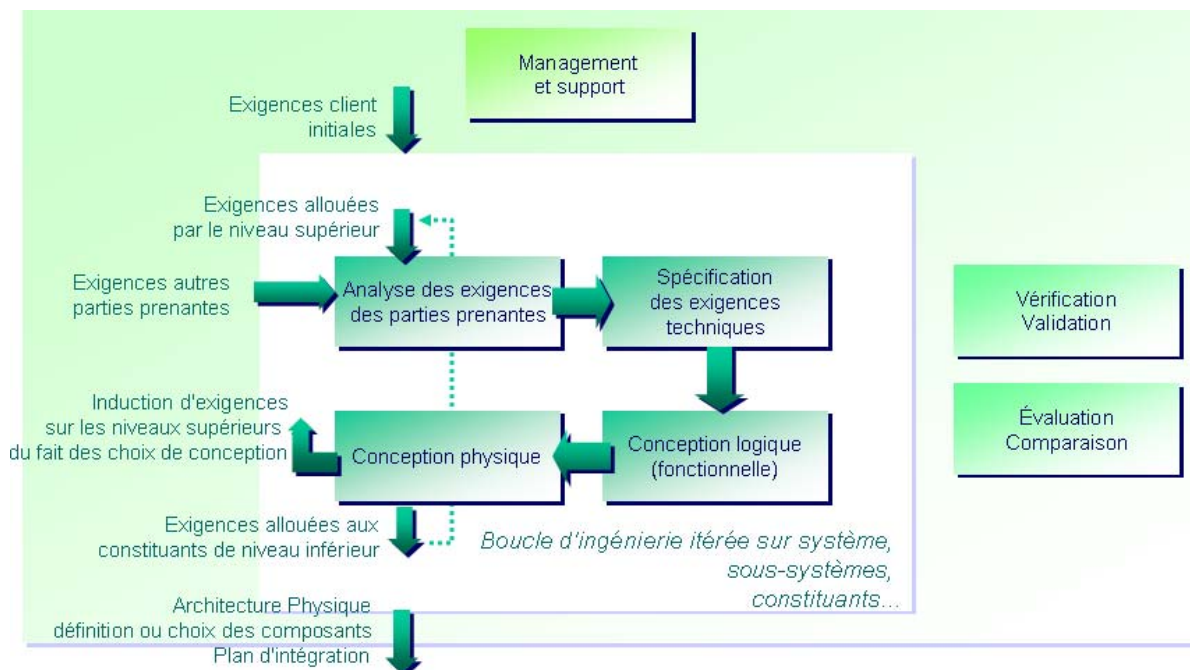 Management
et support
Exigences client
initiales
Exigences allouées
par le niveau supérieur
Exigences autres
parties prenantes
Analyse des exigences
des parties prenantes
Spécification
des exigences
techniques
Vérification
Validation
Induction d'exigences
sur les niveaux supérieurs
du fait des choix de conception
Conception physique
Conception logique
(fonctionnelle)
Évaluation
Comparaison
Exigences allouées aux
constituants de niveau inférieur
Boucle d'ingénierie itérée sur système,
sous-systèmes,
constituants...
Architecture Physique
définition ou choix des composants
Plan d'intégration